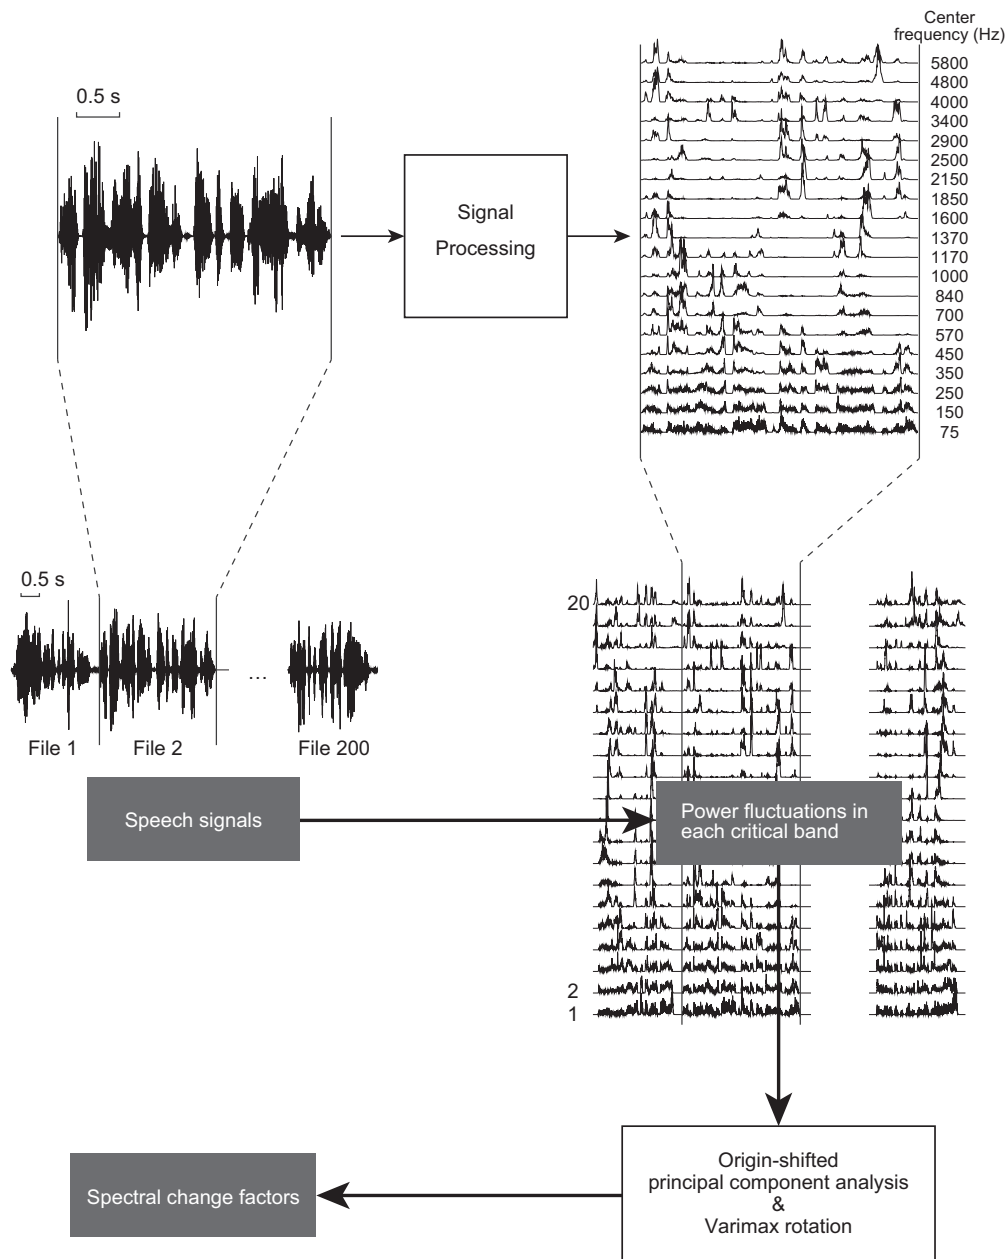 Center
frequency (Hz)
5800
4800
4000
3400
2900
2500
2150
1850
1600
1370
1170
1000
840
700
570
450
350
250
150
75
0.5 s
Signal
Processing
0.5 s
File 1
File 2
...
File 200
20
2
1
Speech signals
Power fluctuations in
each critical band
Origin-shifted
principal component analysis
&
Varimax rotation
Spectral change factors